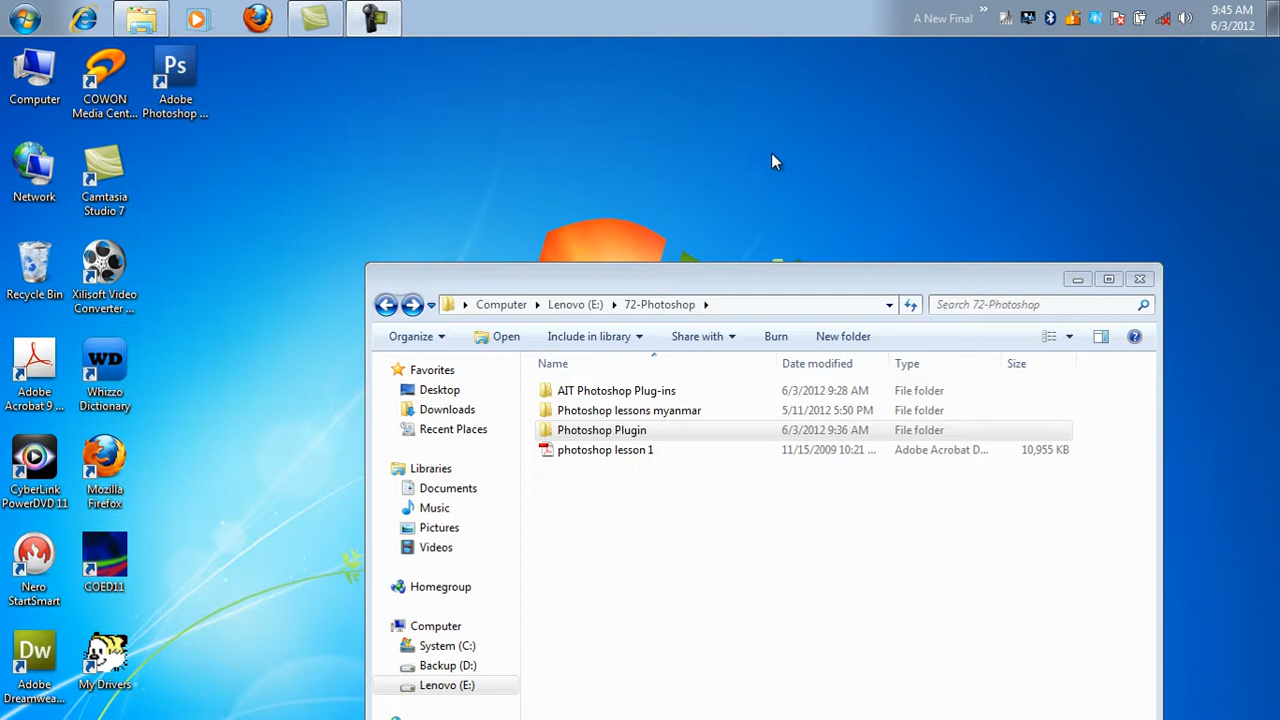 A New Final
9:45 AM
6/3/2012
Computer
COWON
Media Cent...
Ps
Adobe
Photoshop ...
Network
Camtasia
Studio 7
Recycle Bin
Xilisoft Video
Converter ...
Adobe
Acrobat 9 ...
WD
Whizzo
Dictionary
CyberLink
PowerDVD 11
Mozilla
Firefox
Nero
StartSmart
COED11
Dw
Adobe
Dreamwea...
My Drivers
Computer
Lenovo (E:)
72-Photoshop
Search 72-Photoshop
Organize
Open
Include in library
Share with
Burn
New folder
Name
Date modified
Type
Size
Favorites
Desktop
Downloads
Recent Places
Libraries
Documents
Music
Pictures
Videos
Homegroup
Computer
System (C:)
Backup (D:)
Lenovo (E:)
AIT Photoshop Plug-ins 6/3/2012 9:28 AM File folder
Photoshop lessons myanmar 5/11/2012 5:50 PM File folder
Photoshop Plugin 6/3/2012 9:36 AM File folder
photoshop lesson 1 11/15/2009 10:21 ... Adobe Acrobat D... 10,955 KB